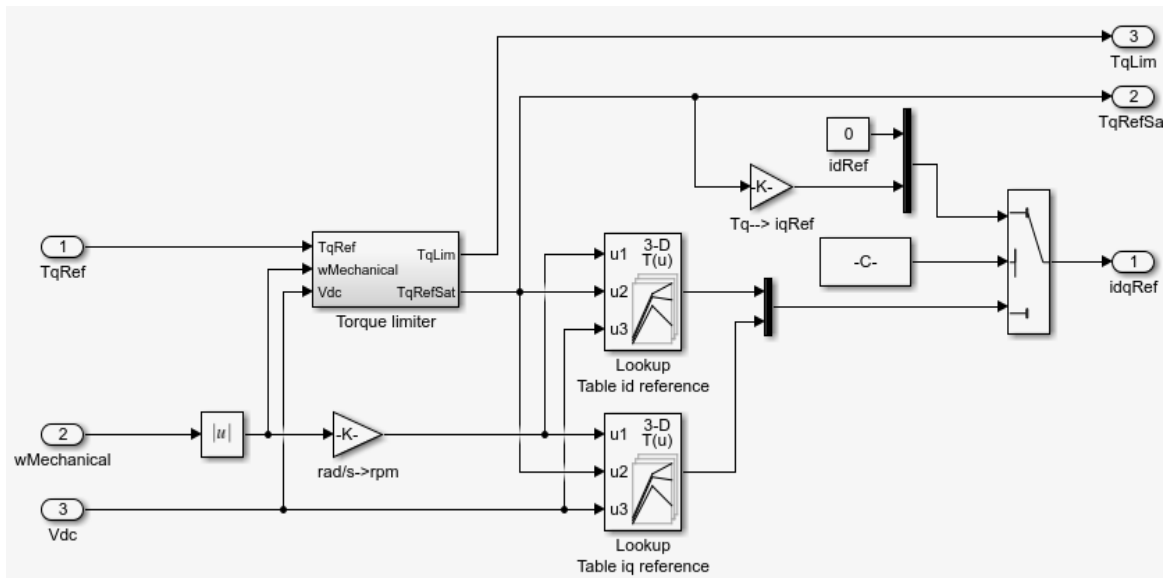 3
TqLim
2
TqRefSa
0
idRef
-K-
Tq--> iqRef
1
TqRef
TqRef
wMechanical
Vdc
TqLim
TqRefSat
Torque limiter
3-D
T(u)
u1
u2
u3
Lookup
Table id reference
-C-
1
idqRef
2
wMechanical
|u|
-K-
rad/s->rpm
3
Vdc
3-D
T(u)
u1
u2
u3
Lookup
Table iq reference